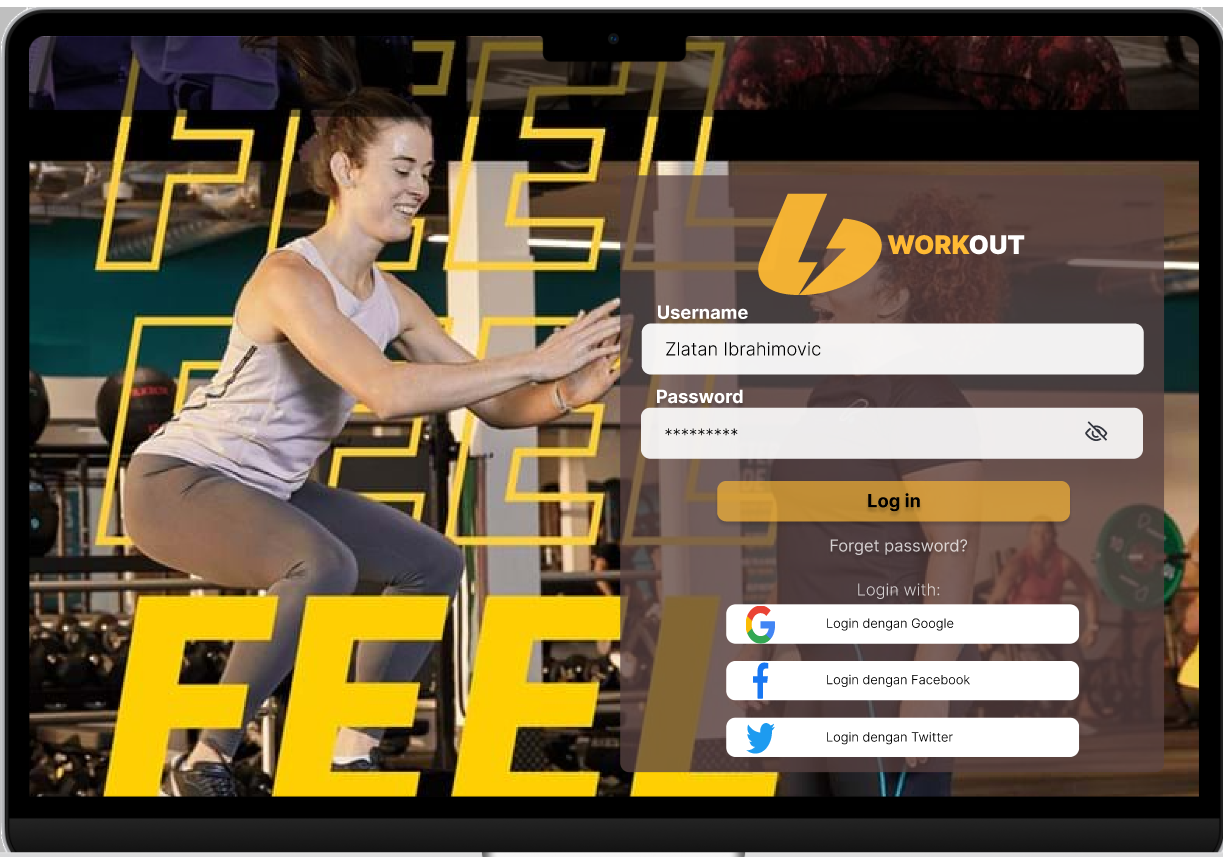 FEEL
FEEL
FEEL
WORKOUT
Username
Zlatan Ibrahimovic
Password
*********
Log in
Forget password?
Login with:
Login dengan Google
Login dengan Facebook
Login dengan Twitter